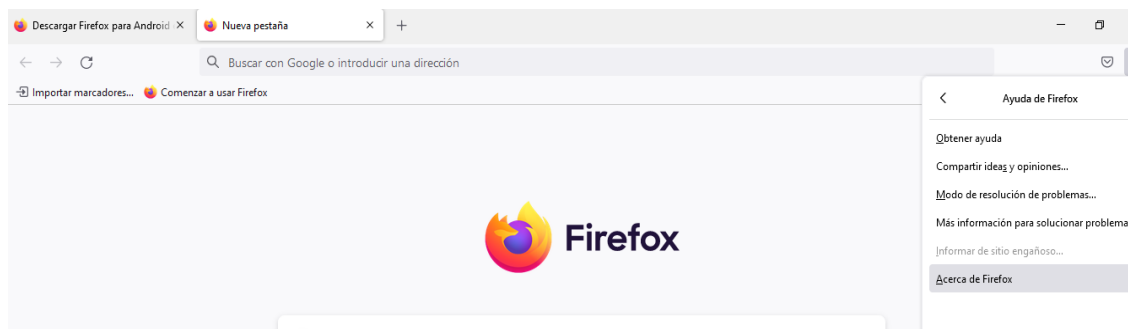 Descargar Firefox para Android
Nueva pestaña
Buscar con Google o introducir una dirección
Importar marcadores...
Comenzar a usar Firefox
Ayuda de Firefox
Obtener ayuda
Compartir ideas y opiniones...
Modo de resolución de problemas...
Más información para solucionar problema
Informar de sitio engañoso...
Acerca de Firefox
Firefox